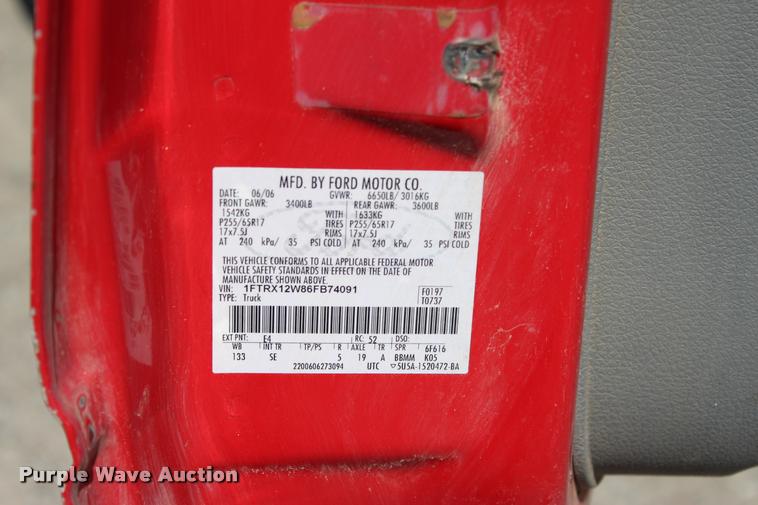 MFD. BY FORD MOTOR CO.
DATE: 06/06 GVWR: 6650LB/ 3016KG
FRONT GAWR: 3400LB REAR GAWR: 3600LB
1542KG WITH 1633KG WITH
P255/65R17 TIRES P255/65R17 TIRES
17x7.5J RIMS 17x7.5J RIMS
AT 240 kPa/ 35 PSI COLD AT 240 kPa/ 35 PSI COLD
THIS VEHICLE CONFORMS TO ALL APPLICABLE FEDERAL MOTOR
VEHICLE SAFETY STANDARDS IN EFFECT ON THE DATE OF
MANUFACTURE SHOWN ABOVE.
VIN: 1FTRX12W86FB74091 F0197
TYPE: Truck T0737
EXT PNT: E4 RC: 52 DSO:
WB INT TR TP/PS R AXLE TR SPR 6F616
133 SE 5 19 A BBMM K05
2200606273094 UTC ▽5U5A-1520472-BA
Purple Wave Auction